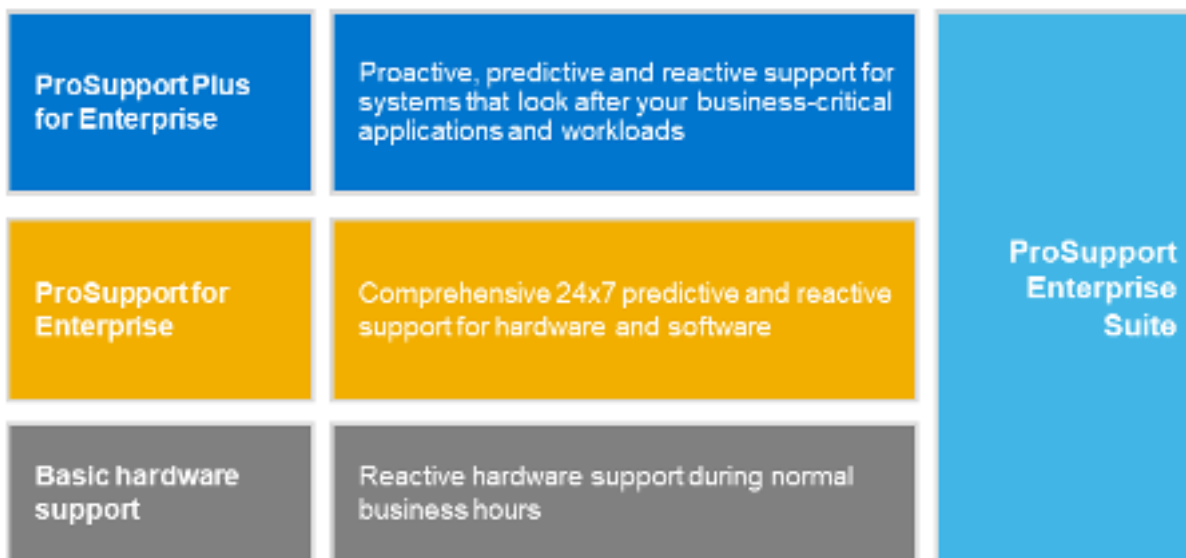 ProSupport Plus
for Enterprise
Proactive, predictive and reactive support for
systems that look after your business-critical
applications and workloads
ProSupport for
Enterprise
Comprehensive 24x7 predictive and reactive
support for hardware and software
Basic hardware
support
Reactive hardware support during normal
business hours
ProSupport
Enterprise
Suite